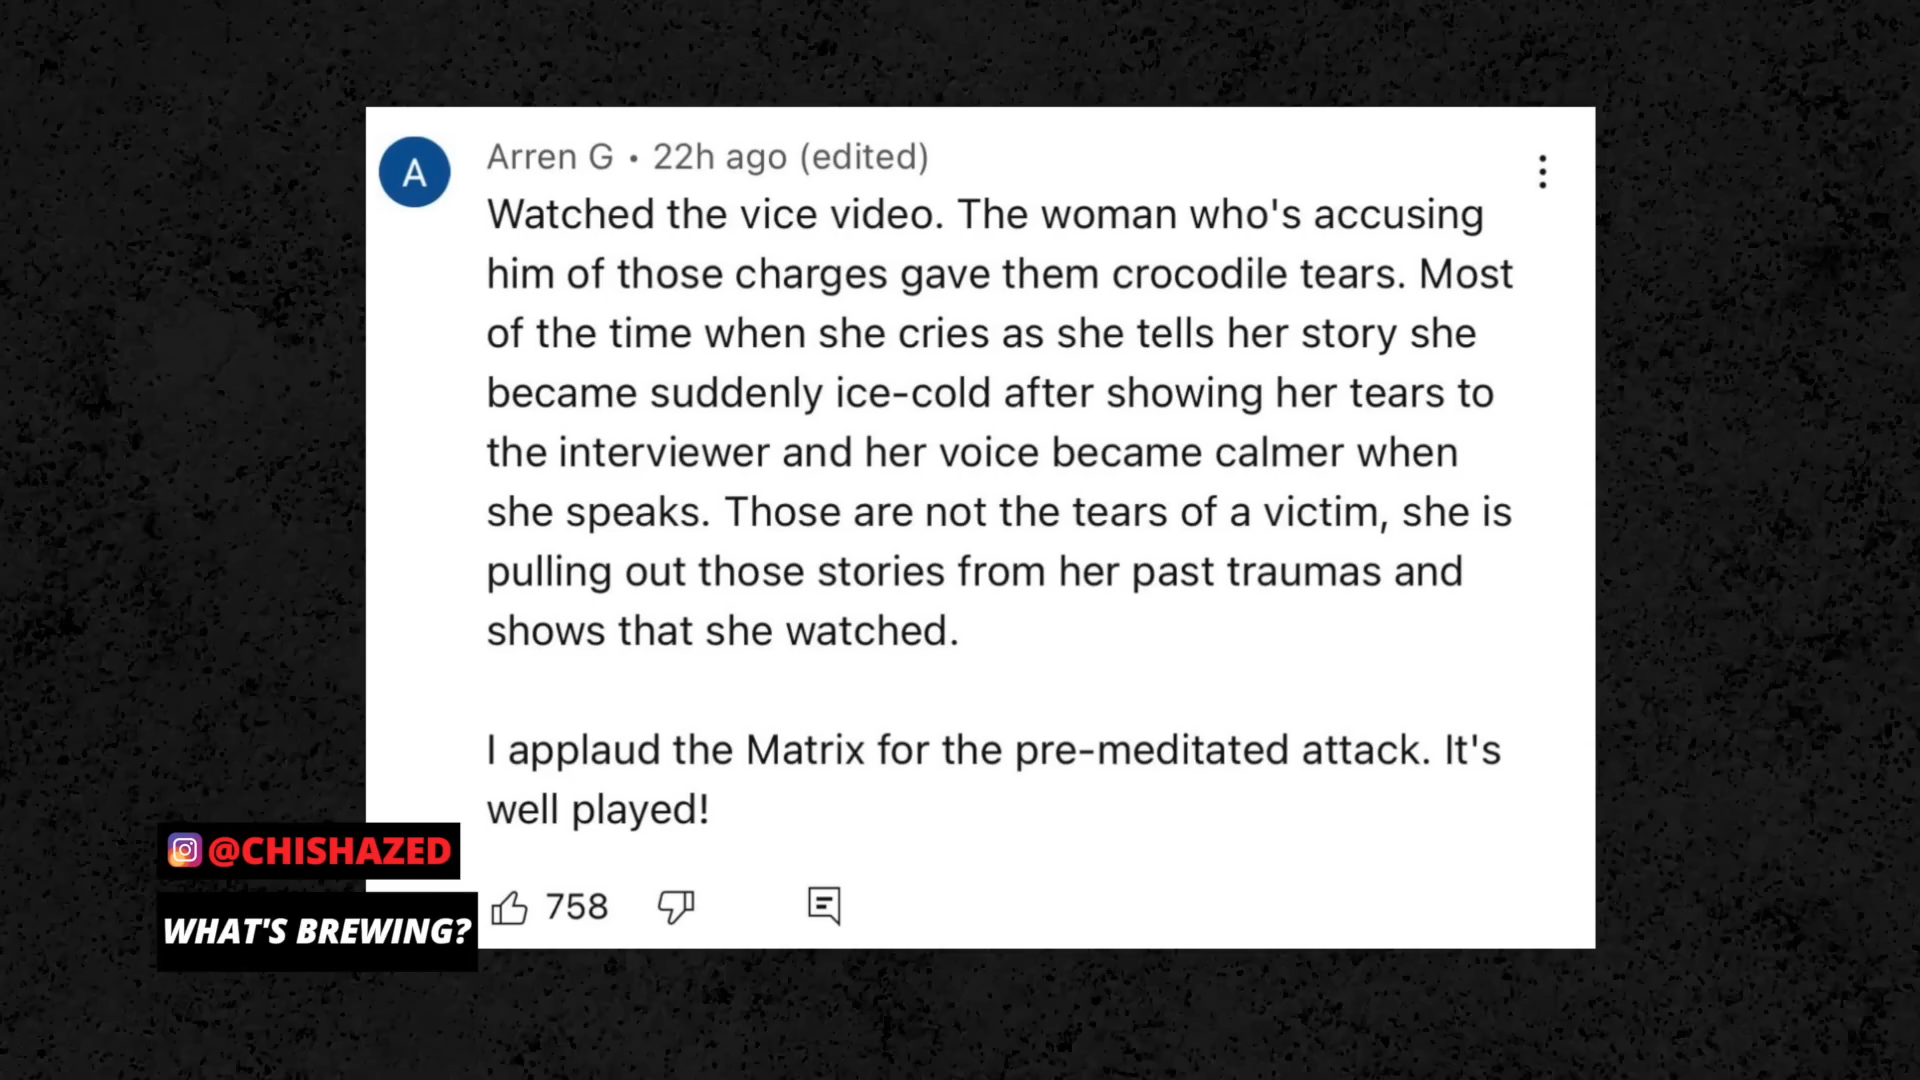 A
Arren G • 22h ago (edited)
Watched the vice video. The woman who's accusing
him of those charges gave them crocodile tears. Most
of the time when she cries as she tells her story she
became suddenly ice-cold after showing her tears to
the interviewer and her voice became calmer when
she speaks. Those are not the tears of a victim, she is
pulling out those stories from her past traumas and
shows that she watched.
I applaud the Matrix for the pre-meditated attack. It's
well played!
@CHISHAZED
758
WHAT'S BREWING?